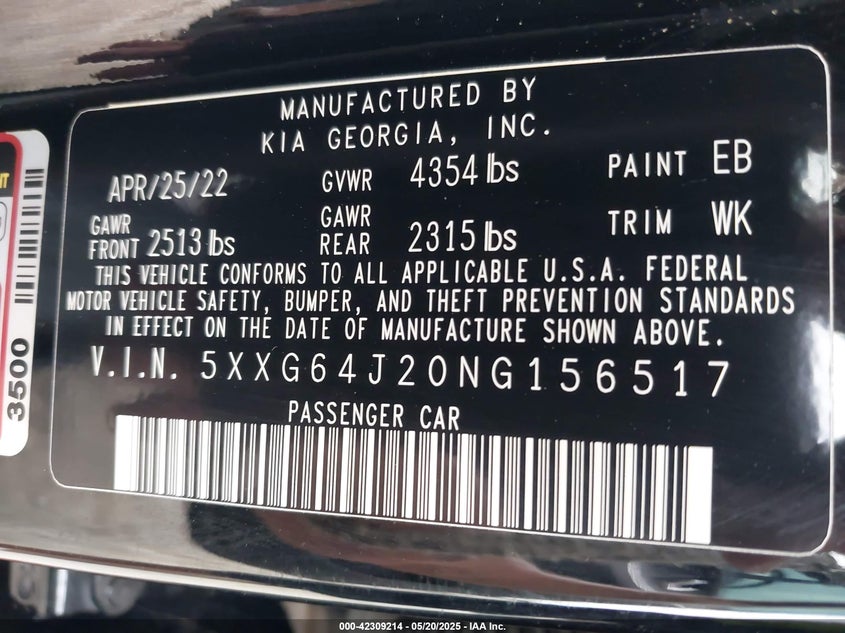 MANUFACTURED BY
KIA GEORGIA, INC.
APR/25/22 GVWR 4354 lbs PAINT EB
GAWR FRONT 2513 lbs GAWR REAR 2315 lbs TRIM WK
THIS VEHICLE CONFORMS TO ALL APPLICABLE U.S.A. FEDERAL
MOTOR VEHICLE SAFETY, BUMPER, AND THEFT PREVENTION STANDARDS
IN EFFECT ON THE DATE OF MANUFACTURE SHOWN ABOVE.
V.I.N. 5XXG64J20NG156517
PASSENGER CAR
3500
000-42309214 - 05/20/2025 - IAA Inc.